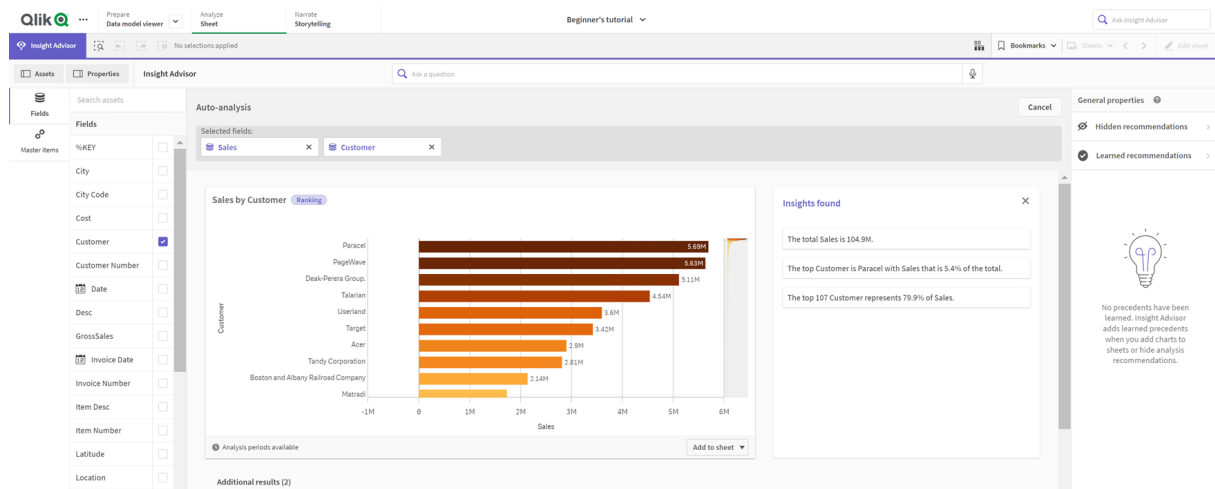 Qlik
Prepare
Data model viewer
Analyze
Sheet
Narrate
Storytelling
Beginner's tutorial
Ask Insight Advisor
Insight Advisor
No selections applied
Bookmarks
Sheets
Edit sheet
Assets
Properties
Insight Advisor
Ask a question
Fields
Master items
Search assets
Fields
%KEY
City
City Code
Cost
Customer
Customer Number
Date
Desc
GrossSales
Invoice Date
Invoice Number
Item Desc
Item Number
Latitude
Location
Auto-analysis
Cancel
Selected fields:
Sales
Customer
Sales by Customer Ranking
Customer
Paracel 5.69M
PageWave 5.63M
Deak-Perera Group. 5.11M
Talarian 4.54M
Userland 3.6M
Target 3.42M
Acer 2.9M
Tandy Corporation 2.81M
Boston and Albany Railroad Company 2.14M
Matradi
-1M 0 1M 2M 3M 4M 5M 6M
Sales
Analysis periods available
Add to sheet
Additional results (2)
Insights found
The total Sales is 104.9M.
The top Customer is Paracel with Sales that is 5.4% of the total.
The top 107 Customer represents 79.9% of Sales.
General properties
Hidden recommendations
Learned recommendations
No precedents have been
learned. Insight Advisor
adds learned precedents
when you add charts to
sheets or hide analysis
recommendations.